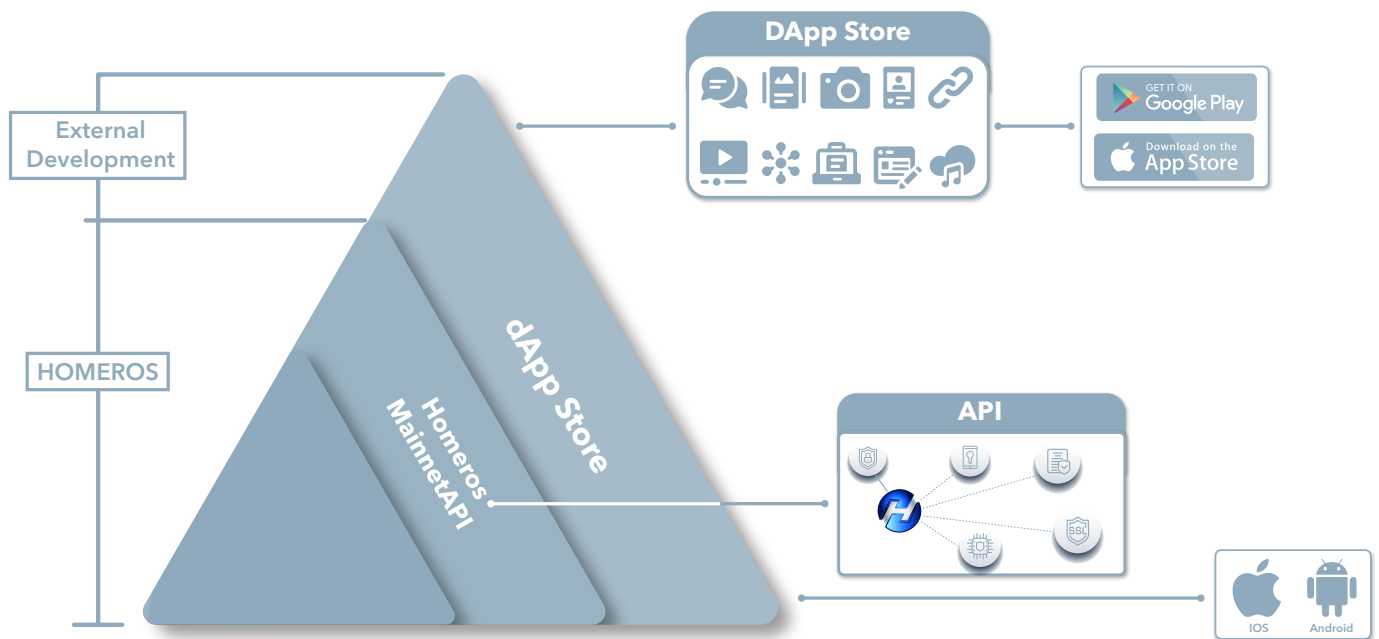 DApp Store
GET IT ON
Google Play
Download on the
App Store
External
Development
HOMEROS
dApp Store
Homeros
MainnetAPI
API
SSL
IOS
Android